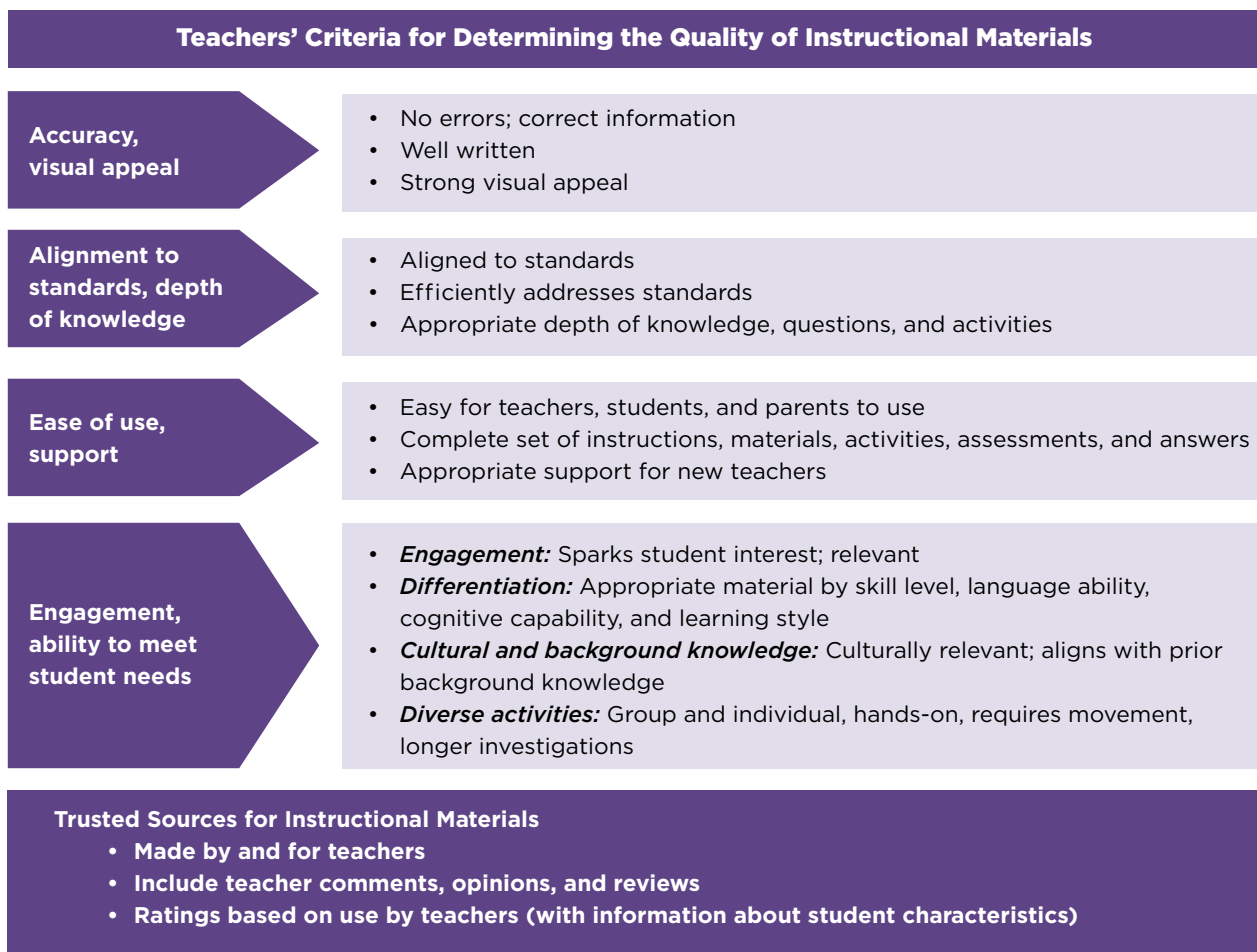 Teachers’ Criteria for Determining the Quality of Instructional Materials
Accuracy,
visual appeal
• No errors; correct information
• Well written
• Strong visual appeal
Alignment to
standards, depth
of knowledge
• Aligned to standards
• Efficiently addresses standards
• Appropriate depth of knowledge, questions, and activities
Ease of use,
support
• Easy for teachers, students, and parents to use
• Complete set of instructions, materials, activities, assessments, and answers
• Appropriate support for new teachers
Engagement,
ability to meet
student needs
• Engagement: Sparks student interest; relevant
• Differentiation: Appropriate material by skill level, language ability,
cognitive capability, and learning style
• Cultural and background knowledge: Culturally relevant; aligns with prior
background knowledge
• Diverse activities: Group and individual, hands-on, requires movement,
longer investigations
Trusted Sources for Instructional Materials
• Made by and for teachers
• Include teacher comments, opinions, and reviews
• Ratings based on use by teachers (with information about student characteristics)